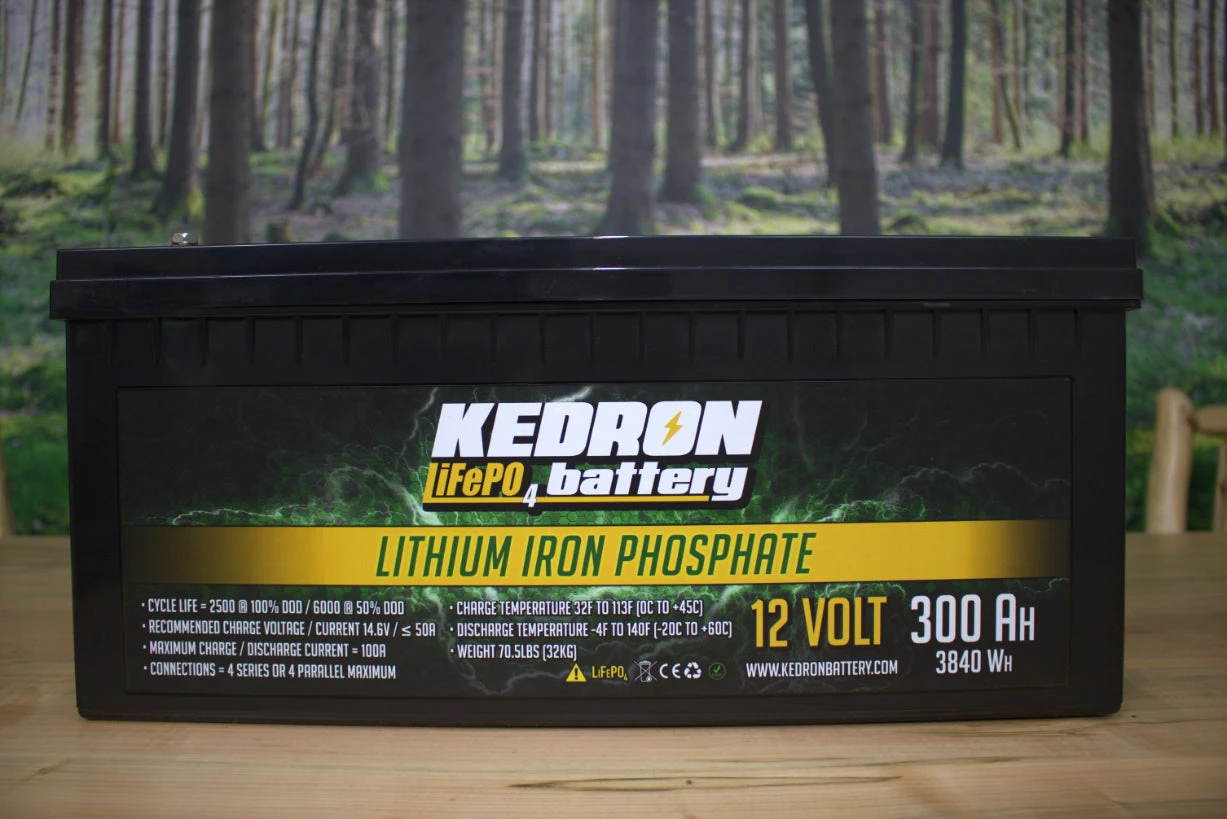 KEDRON
LiFePO4 battery
LITHIUM IRON PHOSPHATE
· CYCLE LIFE = 2500 @ 100% DOD / 6000 @ 50% DOD
· RECOMMENDED CHARGE VOLTAGE / CURRENT 14.6V / ≤ 50A
· MAXIMUM CHARGE / DISCHARGE CURRENT = 100A
· CONNECTIONS = 4 SERIES OR 4 PARALLEL MAXIMUM
· CHARGE TEMPERATURE 32F TO 113F (0C TO +45C)
· DISCHARGE TEMPERATURE -4F TO 140F (-20C TO +60C)
· WEIGHT 70.5LBS (32KG)
LiFePO4 CE
12 VOLT
WWW.KEDRONBATTERY.COM
300 AH
3840 WH